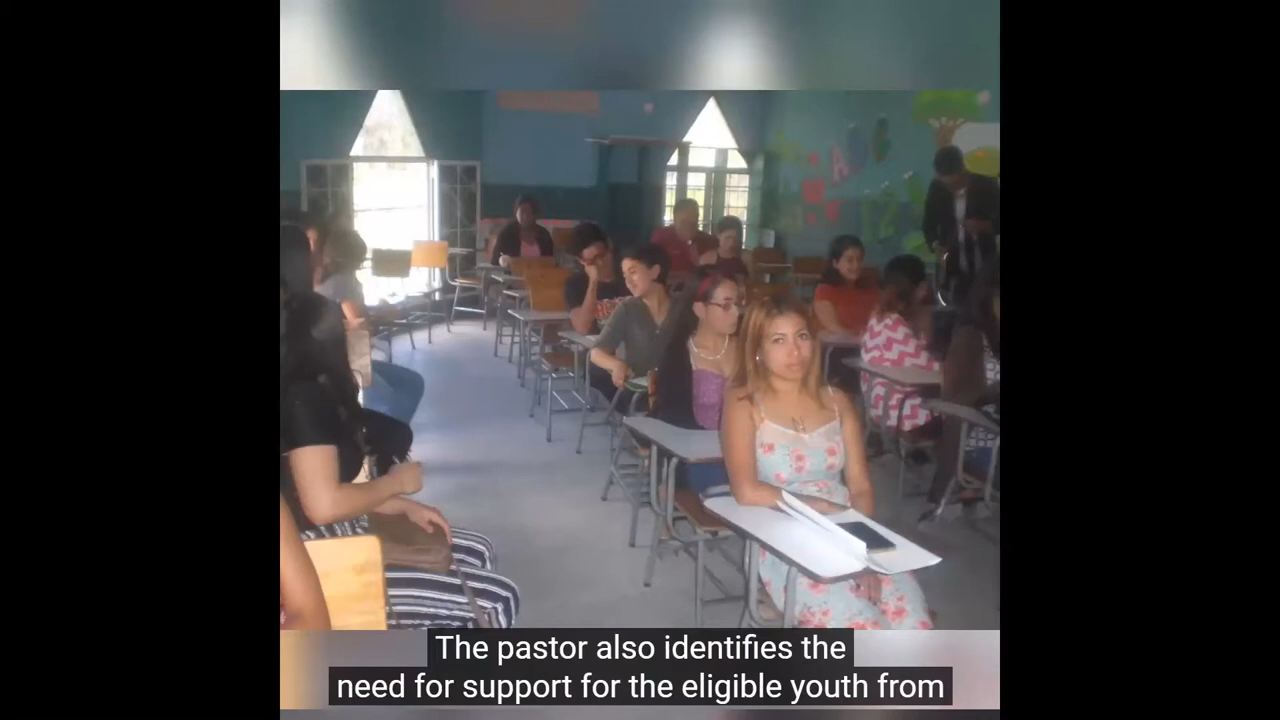 The pastor also identifies the
need for support for the eligible youth from